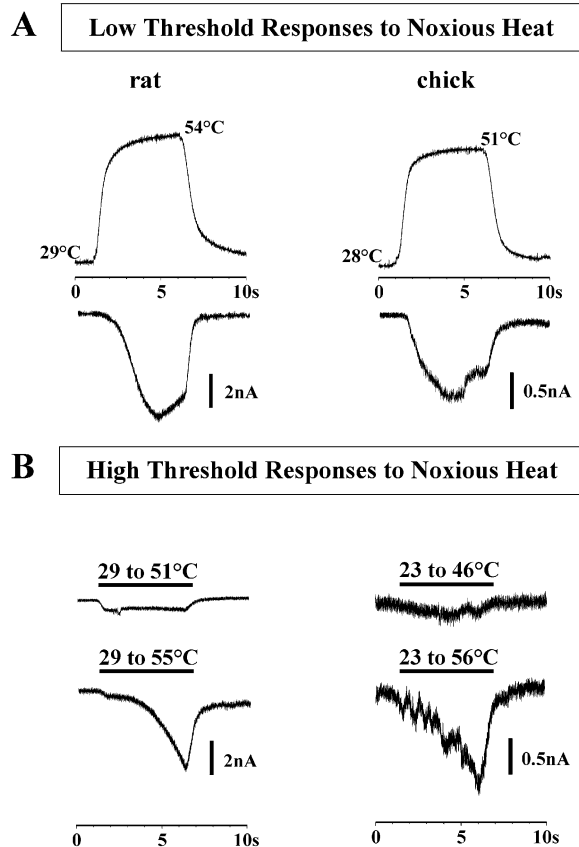 A
Low Threshold Responses to Noxious Heat
rat chick
54°C 51°C
29°C 28°C
0 5 10s 0 5 10s
2nA 0.5nA
B
High Threshold Responses to Noxious Heat
29 to 51°C 23 to 46°C
29 to 55°C 23 to 56°C
2nA 0.5nA
0 5 10s 0 5 10s